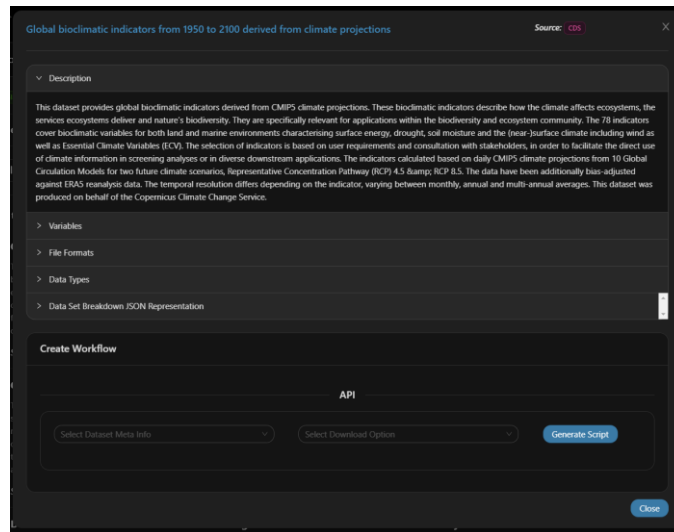 Global bioclimatic indicators from 1950 to 2100 derived from climate projections
Source: CDS
Description
This dataset provides global bioclimatic indicators derived from CMIP5 climate projections. These bioclimatic indicators describe how the climate affects ecosystems, the
services ecosystems deliver and nature's biodiversity. They are specifically relevant for applications within the biodiversity and ecosystem community. The 78 indicators
cover bioclimatic variables for both land and marine environments characterising surface energy, drought, soil moisture and the (near-)surface climate including wind as
well as Essential Climate Variables (ECV). The selection of indicators is based on user requirements and consultation with stakeholders, in order to facilitate the direct use
of climate information in screening analyses or in diverse downstream applications. The indicators calculated based on daily CMIP5 climate projections from 10 Global
Circulation Models for two future climate scenarios, Representative Concentration Pathway (RCP) 4.5 &amp; RCP 8.5. The data have been additionally bias-adjusted
against ERA5 reanalysis data. The temporal resolution differs depending on the indicator, varying between monthly, annual and multi-annual averages. This dataset was
produced on behalf of the Copernicus Climate Change Service.
Variables
File Formats
Data Types
Data Set Breakdown JSON Representation
Create Workflow
API
Select Dataset Meta Info
Select Download Option
Generate Script
Close